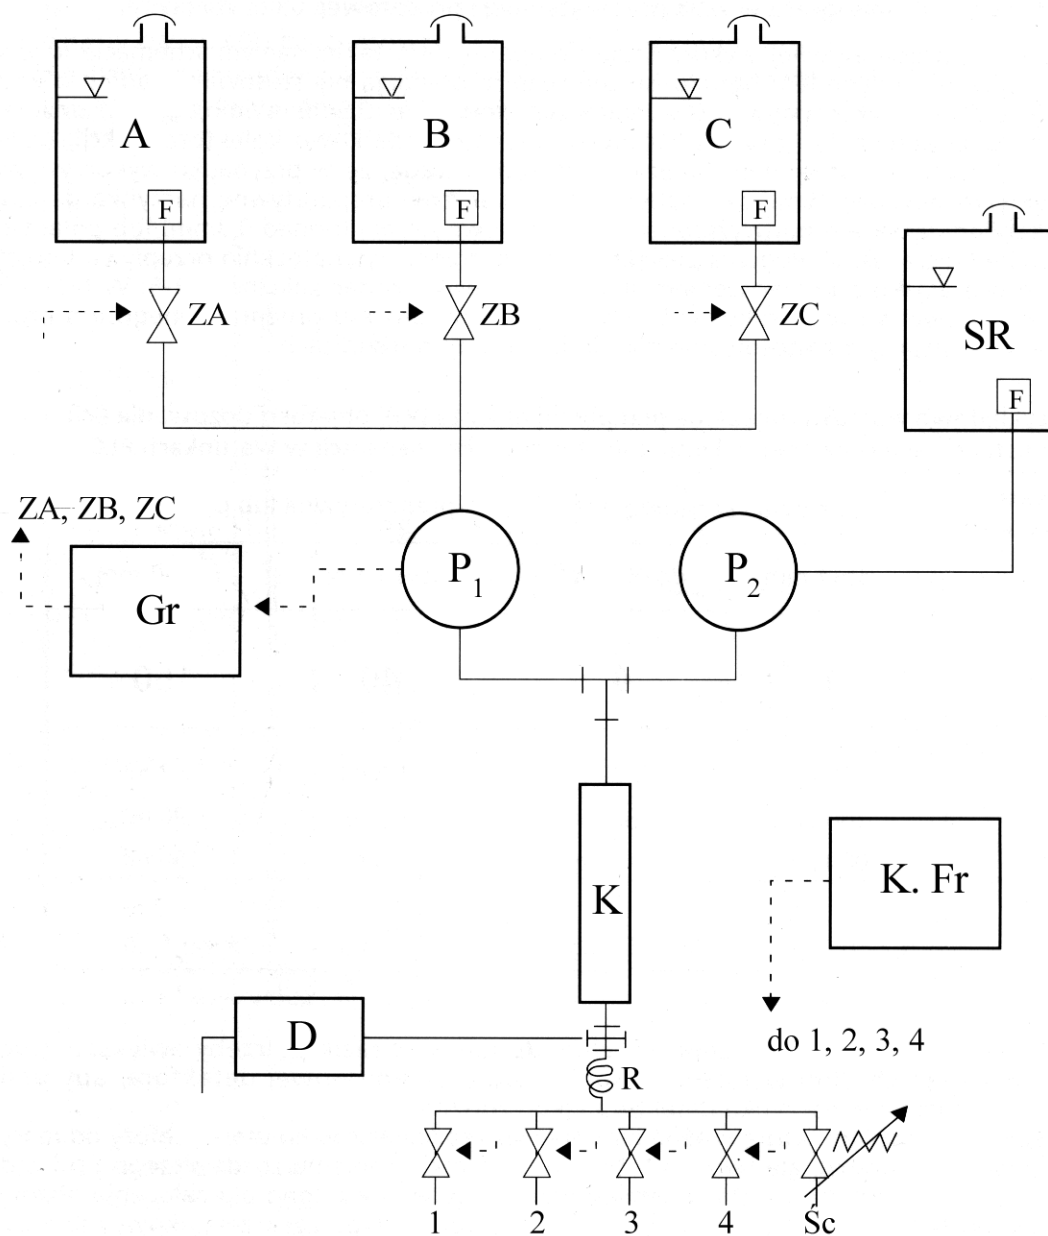 A B C
F F F
SR
ZA ZB ZC
F
ZA, ZB, ZC
P1 P2
Gr
K
K. Fr
D
do 1, 2, 3, 4
R
1 2 3 4 Śc